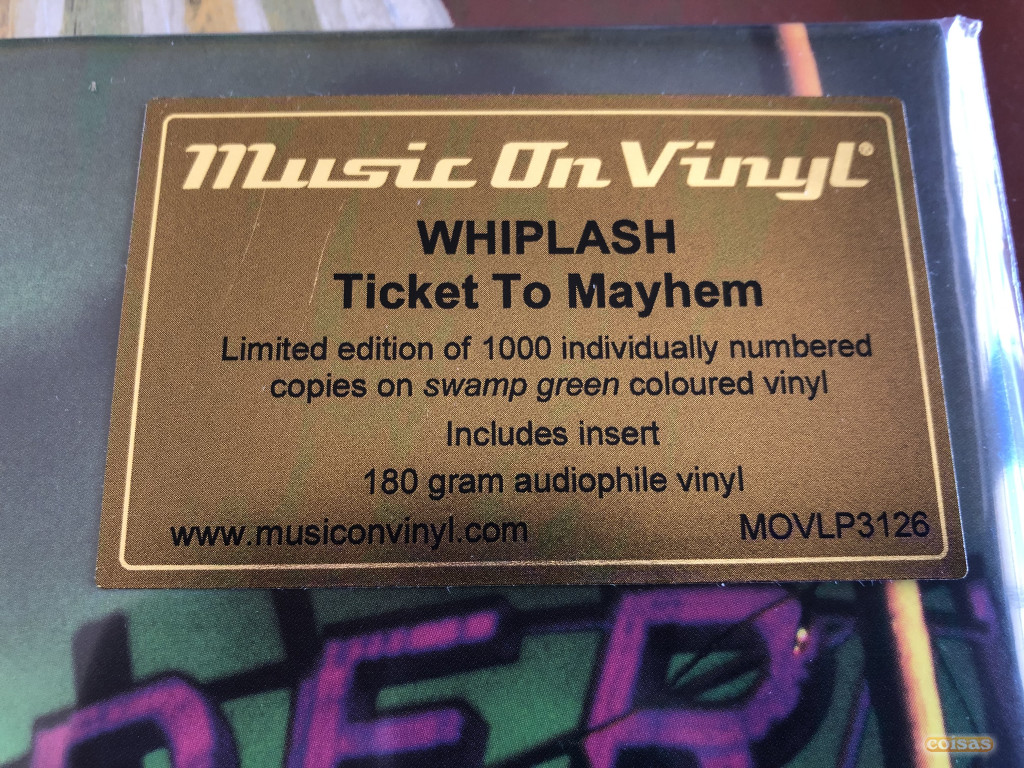 Music On Vinyl®
WHIPLASH
Ticket To Mayhem
Limited edition of 1000 individually numbered
copies on swamp green coloured vinyl
Includes insert
180 gram audiophile vinyl
www.musiconvinyl.com MOVLP3126
DER
coisas